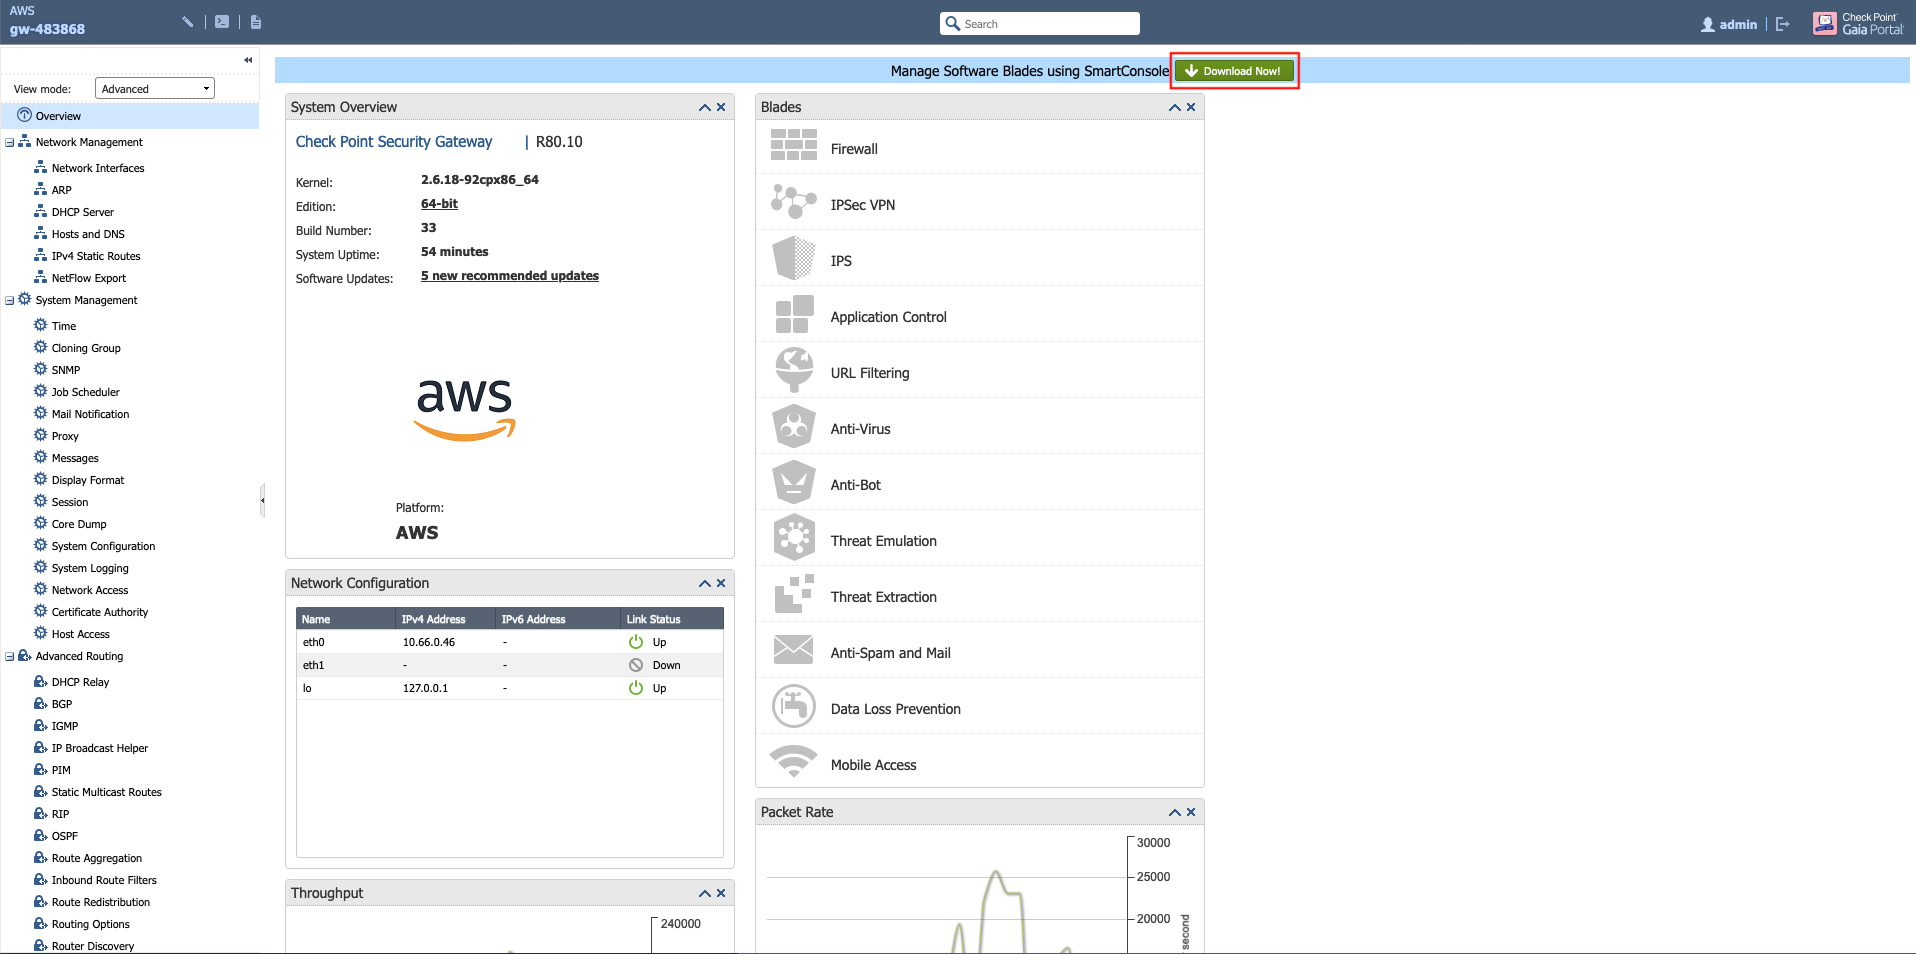 AWS
gw-483868
Search
admin
Check Point
Gaia Portal
View mode:
Advanced
Overview
Network Management
Network Interfaces
ARP
DHCP Server
Hosts and DNS
IPv4 Static Routes
NetFlow Export
System Management
Time
Cloning Group
SNMP
Job Scheduler
Mail Notification
Proxy
Messages
Display Format
Session
Core Dump
System Configuration
System Logging
Network Access
Certificate Authority
Host Access
Advanced Routing
DHCP Relay
BGP
IGMP
IP Broadcast Helper
PIM
Static Multicast Routes
RIP
OSPF
Route Aggregation
Inbound Route Filters
Route Redistribution
Routing Options
Router Discovery
Manage Software Blades using SmartConsole Download Now!
System Overview
Check Point Security Gateway | R80.10
Kernel: 2.6.18-92cpx86_64
Edition: 64-bit
Build Number: 33
System Uptime: 54 minutes
Software Updates: 5 new recommended updates
aws
Platform:
AWS
Network Configuration
Name IPv4 Address IPv6 Address Link Status
eth0 10.66.0.46 - Up
eth1 - - Down
lo 127.0.0.1 - Up
Throughput
240000
Blades
Firewall
IPSec VPN
IPS
Application Control
URL Filtering
Anti-Virus
Anti-Bot
Threat Emulation
Threat Extraction
Anti-Spam and Mail
Data Loss Prevention
Mobile Access
Packet Rate
30000
25000
20000
second